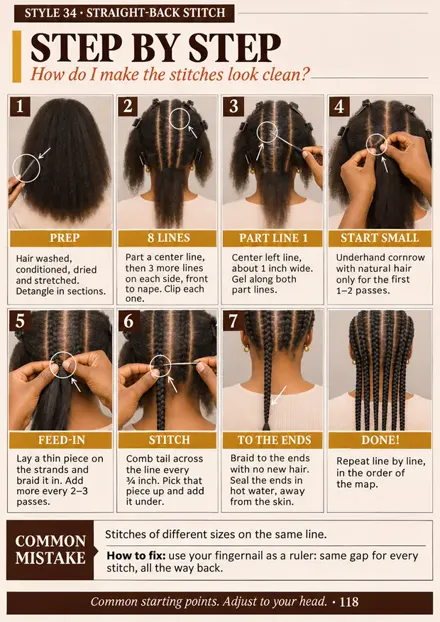 STYLE 34 • STRAIGHT-BACK STITCH
STEP BY STEP
How do I make the stitches look clean?
1
PREP
Hair washed,
conditioned, dried
and stretched.
Detangle in sections.
2
8 LINES
Part a center line,
then 3 more lines
on each side, front
to nape. Clip each
one.
3
PART LINE 1
Center left line,
about 1 inch wide.
Gel along both
part lines.
4
START SMALL
Underhand cornrow
with natural hair
only for the first
1–2 passes.
5
FEED-IN
Lay a thin piece on
the strands and
braid it in. Add
more every 2–3
passes.
6
STITCH
Comb tail across
the line every
¾ inch. Pick that
piece up and add
it under.
7
TO THE ENDS
Braid to the ends
with no new hair.
Seal the ends in
hot water, away
from the skin.
DONE!
Repeat line by line,
in the order of
the map.
COMMON
MISTAKE
Stitches of different sizes on the same line.
How to fix: use your fingernail as a ruler: same gap for every
stitch, all the way back.
Common starting points. Adjust to your head. • 118